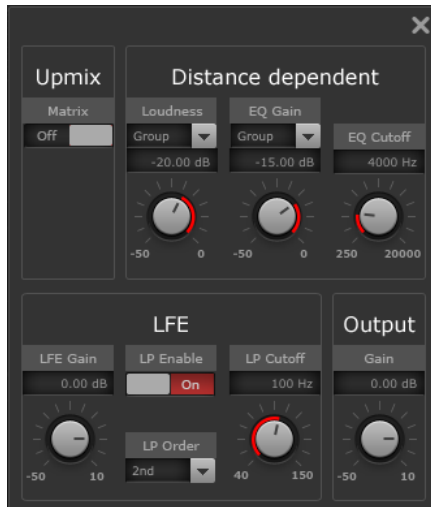 Upmix
Distance dependent
Matrix
Loudness
EQ Gain
Off
Group
Group
EQ Cutoff
-20.00 dB
-15.00 dB
4000 Hz
-50 0
-50 0
250 20000
LFE
Output
LFE Gain
LP Enable
LP Cutoff
Gain
0.00 dB
On
100 Hz
0.00 dB
LP Order
2nd
-50 10
40 150
-50 10